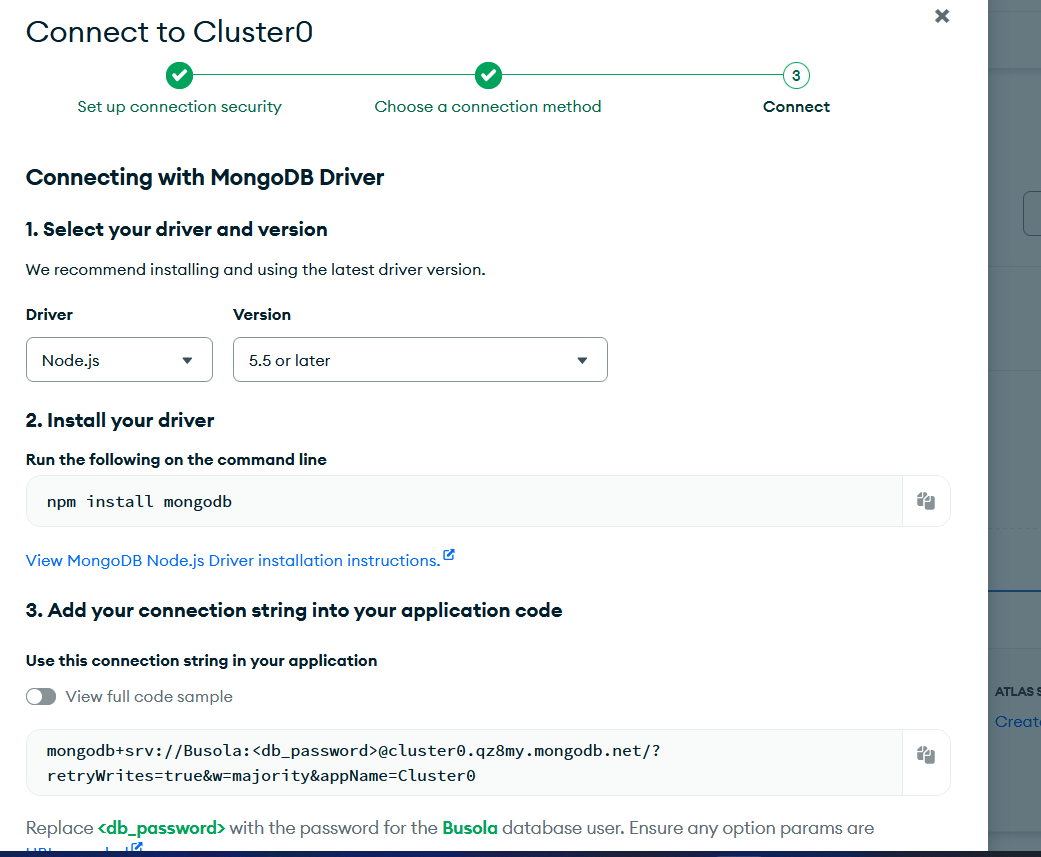 Connect to Cluster0
Set up connection security
Choose a connection method
3
Connect
Connecting with MongoDB Driver
1. Select your driver and version
We recommend installing and using the latest driver version.
Driver
Version
Node.js
5.5 or later
2. Install your driver
Run the following on the command line
npm install mongodb
View MongoDB Node.js Driver installation instructions.
3. Add your connection string into your application code
Use this connection string in your application
View full code sample
mongodb+srv://Busola:<db_password>@cluster0.qz8my.mongodb.net/?
retryWrites=true&w=majority&appName=Cluster0
Replace <db_password> with the password for the Busola database user. Ensure any option params are
ATLAS S
Create